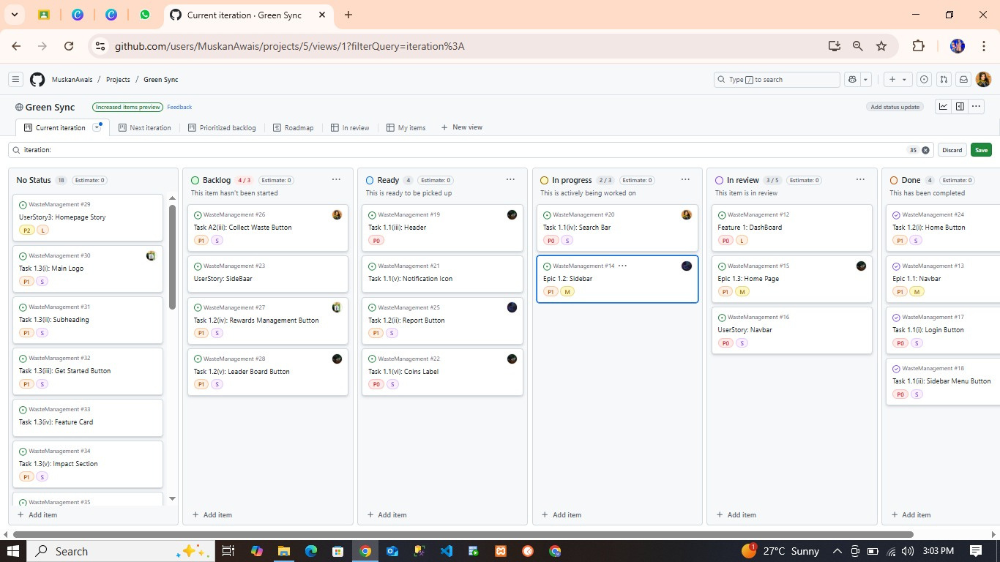 Current iteration · Green Sync
github.com/users/MuskanAwais/projects/5/views/1?filterQuery=iteration%3A
MuskanAwais / Projects / Green Sync
Type / to search
Green Sync
Increased items preview
Feedback
Add status update
Current iteration
Next iteration
Prioritized backlog
Roadmap
In review
My items
+ New view
iteration:
35
Discard
Save
No Status 18 Estimate: 0
WasteManagement #29
UserStory3: Homepage Story
P2 L
WasteManagement #30
Task 1.3(i): Main Logo
P1 S
WasteManagement #31
Task 1.3(ii): Subheading
P1 S
WasteManagement #32
Task 1.3(iii): Get Started Button
P1 S
WasteManagement #33
Task 1.3(iv): Feature Card
WasteManagement #34
Task 1.3(v): Impact Section
P1 S
WasteManagement #35
+ Add item
Backlog 4 / 3 Estimate: 0
This item hasn't been started
WasteManagement #26
Task A2(iii): Collect Waste Button
P1 S
WasteManagement #23
UserStory: SideBaar
WasteManagement #27
Task 1.2(iv): Rewards Management Button
P1 S
WasteManagement #28
Task 1.2(v): Leader Board Button
P1 S
+ Add item
Ready 4 Estimate: 0
This is ready to be picked up
WasteManagement #19
Task 1.1(iii): Header
P0
WasteManagement #21
Task 1.1(v): Notification Icon
WasteManagement #25
Task 1.2(ii): Report Button
P1 S
WasteManagement #22
Task 1.1(vi): Coins Label
P0 S
+ Add item
In progress 2 / 3 Estimate: 0
This is actively being worked on
WasteManagement #20
Task 1.1(iv): Search Bar
P0 S
WasteManagement #14
Epic 1.2: Sidebar
P1 M
+ Add item
In review 3 / 5 Estimate: 0
This item is in review
WasteManagement #12
Feature 1: DashBoard
P0 L
WasteManagement #15
Epic 1.3: Home Page
P1 M
WasteManagement #16
UserStory: Navbar
P0 S
+ Add item
Done 4 Estimate: 0
This has been completed
WasteManagement #24
Task 1.2(i): Home Button
P1 S
WasteManagement #13
Epic 1.1: Navbar
P1 M
WasteManagement #17
Task 1.1(i): Login Button
P0 S
WasteManagement #18
Task 1.1(ii): Sidebar Menu Button
P0 S
+ Add item
Search
1
27°C Sunny
3:03 PM